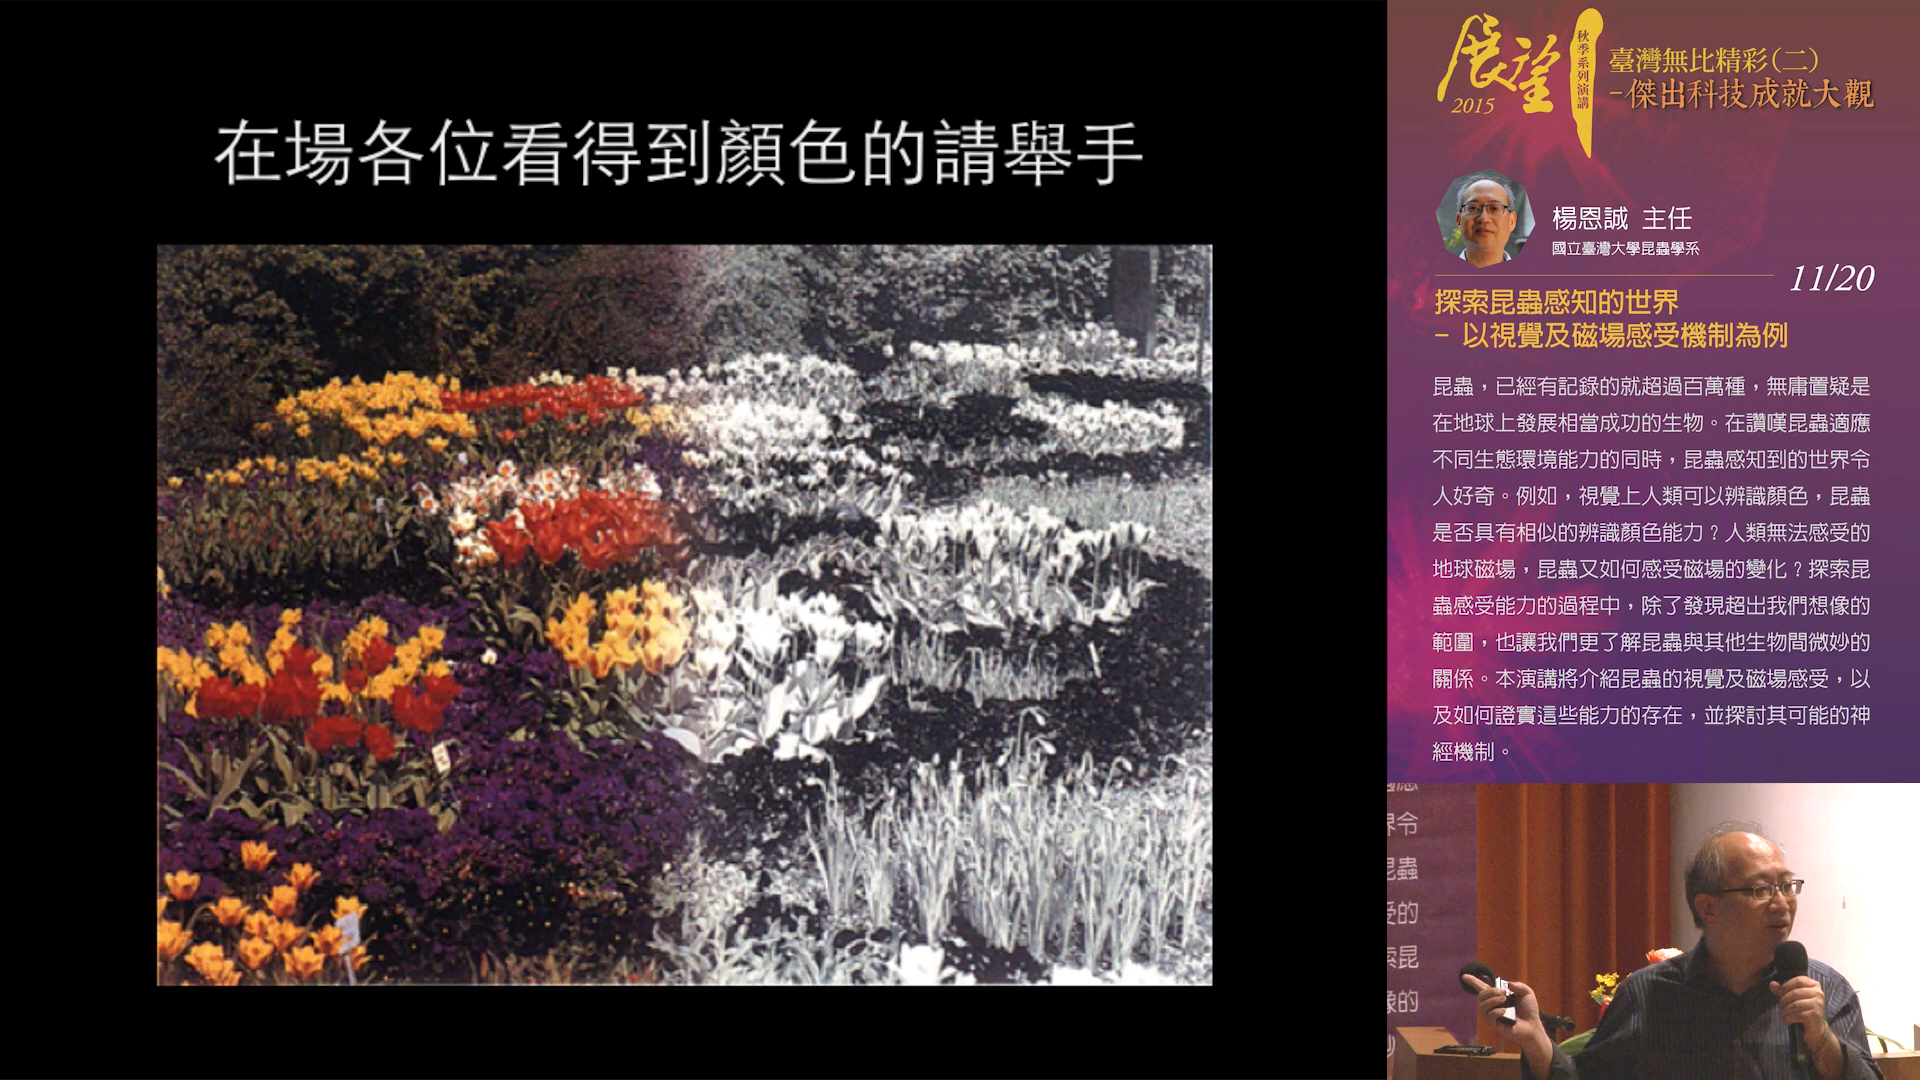 在場各位看得到顏色的請舉手
展望
2015
秋季系列演講
臺灣無比精彩(二)
-傑出科技成就大觀
楊恩誠 主任
國立臺灣大學昆蟲學系
11/20
探索昆蟲感知的世界
- 以視覺及磁場感受機制為例
昆蟲，已經有記錄的就超過百萬種，無庸置疑是
在地球上發展相當成功的生物。在讚嘆昆蟲適應
不同生態環境能力的同時，昆蟲感知到的世界令
人好奇。例如，視覺上人類可以辨識顏色，昆蟲
是否具有相似的辨識顏色能力？人類無法感受的
地球磁場，昆蟲又如何感受磁場的變化？探索昆
蟲感受能力的過程中，除了發現超出我們想像的
範圍，也讓我們更了解昆蟲與其他生物間微妙的
關係。本演講將介紹昆蟲的視覺及磁場感受，以
及如何證實這些能力的存在，並探討其可能的神
經機制。
界令
昆蟲
受的
索昆
像的